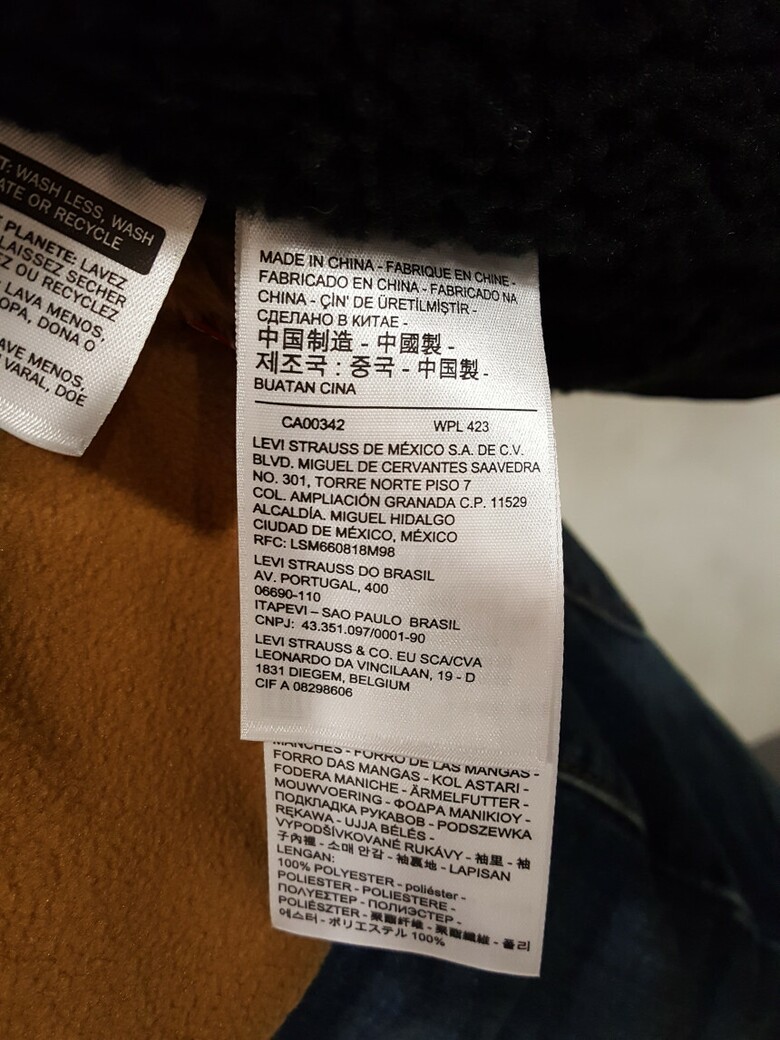 T: WASH LESS, WASH
ATE OR RECYCLE
PLANETE: LAVEZ
LAISSEZ SECHER
Z OU RECYCLEZ
LAVA MENOS,
OPA, DONA O
AVE MENOS,
VARAL, DOE
MADE IN CHINA - FABRIQUE EN CHINE -
FABRICADO EN CHINA - FABRICADO NA
CHINA - ÇİN' DE ÜRETİLMİŞTİR -
СДЕЛАНО В КИТАЕ -
中国制造 - 中國製 -
제조국 : 중국 - 中国製 -
BUATAN CINA
CA00342 WPL 423
LEVI STRAUSS DE MÉXICO S.A. DE C.V.
BLVD. MIGUEL DE CERVANTES SAAVEDRA
NO. 301, TORRE NORTE PISO 7
COL. AMPLIACIÓN GRANADA C.P. 11529
ALCALDÍA. MIGUEL HIDALGO
CIUDAD DE MÉXICO, MÉXICO
RFC: LSM660818M98
LEVI STRAUSS DO BRASIL
AV. PORTUGAL, 400
06690-110
ITAPEVI – SAO PAULO BRASIL
CNPJ: 43.351.097/0001-90
LEVI STRAUSS & CO. EU SCA/CVA
LEONARDO DA VINCILAAN, 19 - D
1831 DIEGEM, BELGIUM
CIF A 08298606
MANCHES - FORRO DE LAS MANGAS -
FORRO DAS MANGAS - KOL ASTARI -
FODERA MANICHE - ÄRMELFUTTER -
MOUWVOERING - ΦΟΔΡΑ ΜΑΝΙΚΙΟΥ -
ПОДКЛАДКА РУКАВОВ - PODSZEWKA
RĘKAWA - UJJA BÉLÉS -
VYPODŠÍVKOVANÉ RUKÁVY - 袖里 - 袖
子內裡 - 소매 안감 - 袖裏地 - LAPISAN
LENGAN:
100% POLYESTER - poliéster -
POLIESTER - POLIESTERE -
ΠΟΛΥΕΣΤΕΡ - ПОЛИЭСТЕР -
POLIÉSZTER - 聚酯纤维 - 聚酯纖維 - 폴리
에스터 - ポリエステル 100%